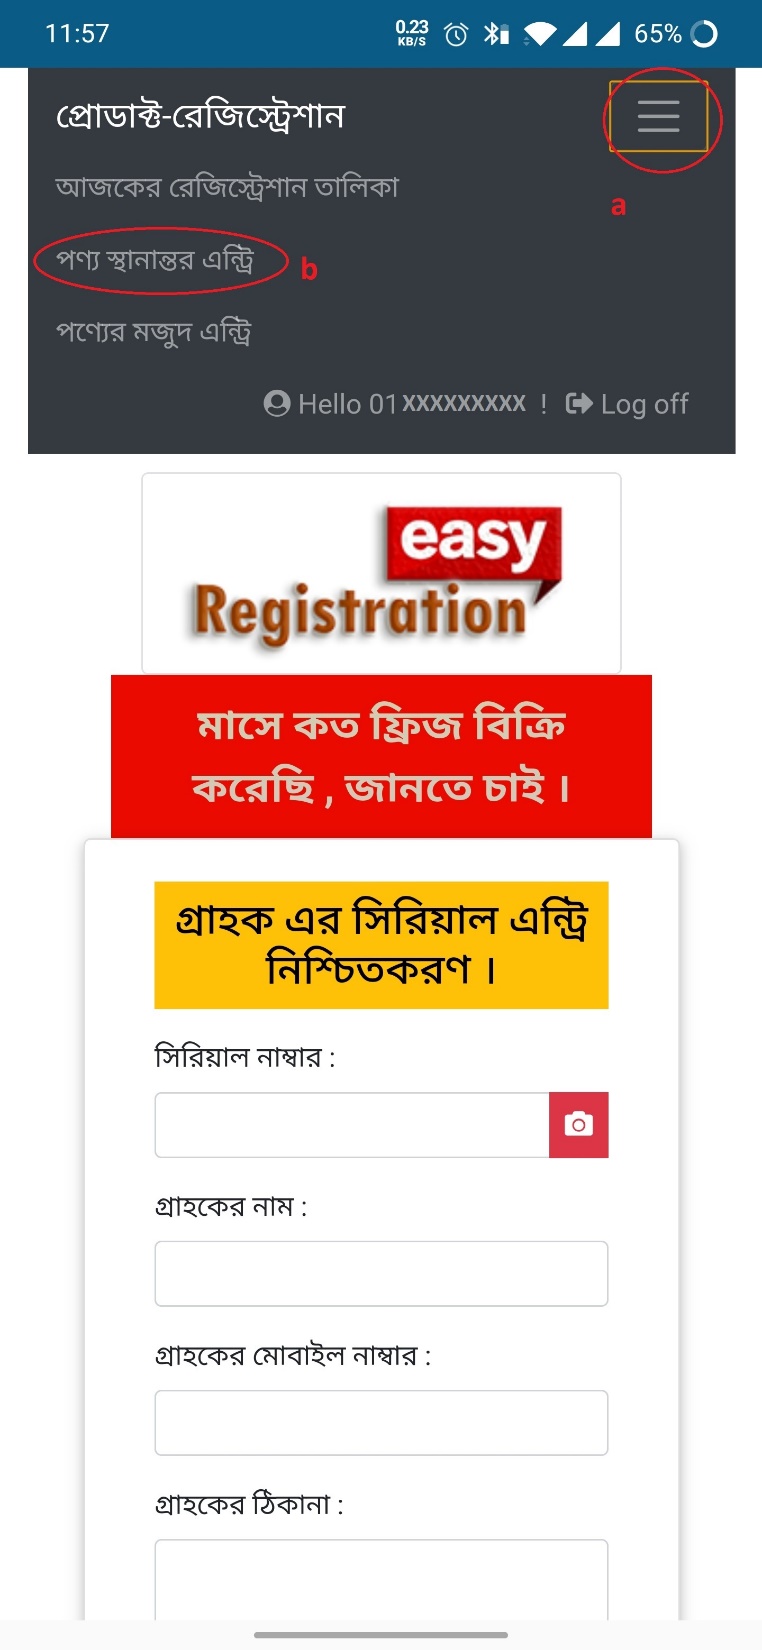 11:57
0.23
KB/S
65%
প্রোডাক্ট-রেজিস্ট্রেশান
a
আজকের রেজিস্ট্রেশান তালিকা
পণ্য স্থানান্তর এন্ট্রি
b
পণ্যের মজুদ এন্ট্রি
Hello 01XXXXXXXXX ! Log off
easy
Registration
মাসে কত ফ্রিজ বিক্রি
করেছি , জানতে চাই ।
গ্রাহক এর সিরিয়াল এন্ট্রি
নিশ্চিতকরণ ।
সিরিয়াল নাম্বার :
গ্রাহকের নাম :
গ্রাহকের মোবাইল নাম্বার :
গ্রাহকের ঠিকানা :